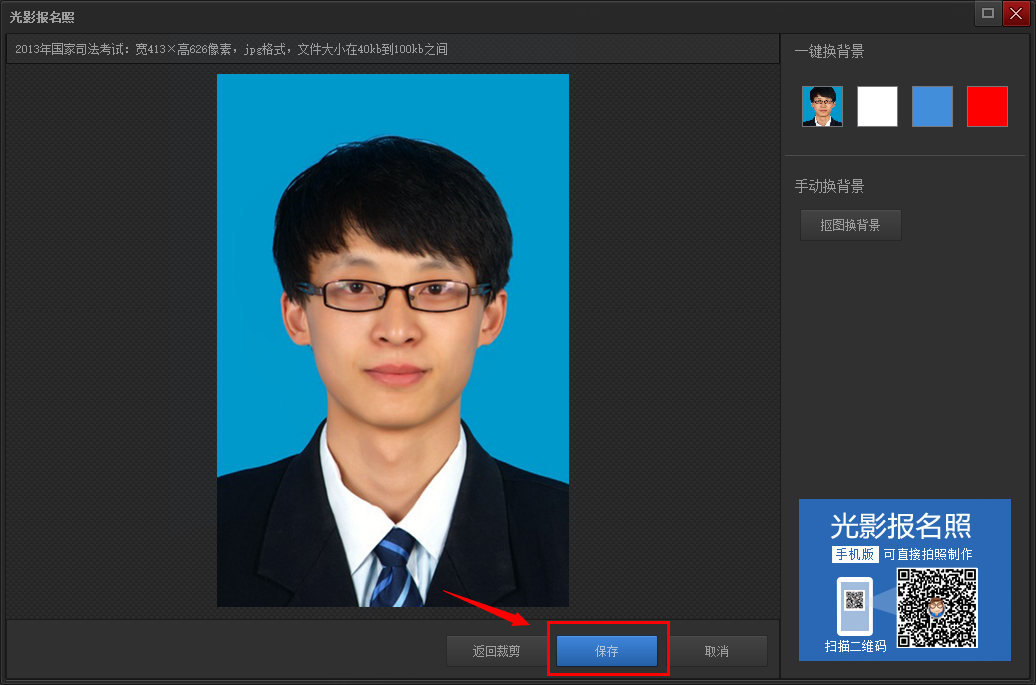 光影报名照
2013年国家司法考试：宽413×高626像素，jpg格式，文件大小在40kb到100kb之间
一键换背景
手动换背景
抠图换背景
光影报名照
手机版 可直接拍照制作
扫描二维码
返回裁剪 保存 取消